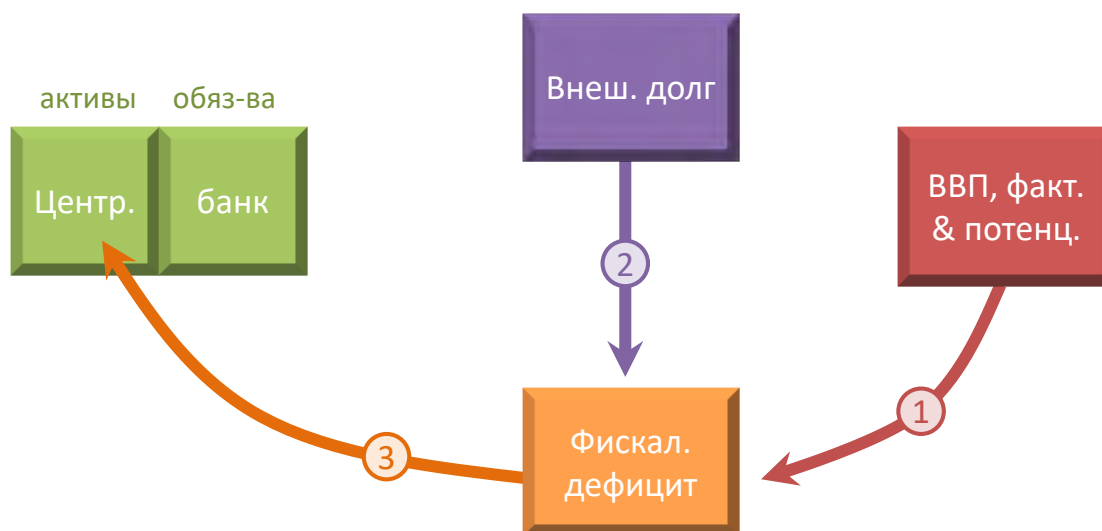 активы обяз-ва
Центр. банк
Внеш. долг
ВВП, факт.
& потенц.
2
1
3
Фискал.
дефицит